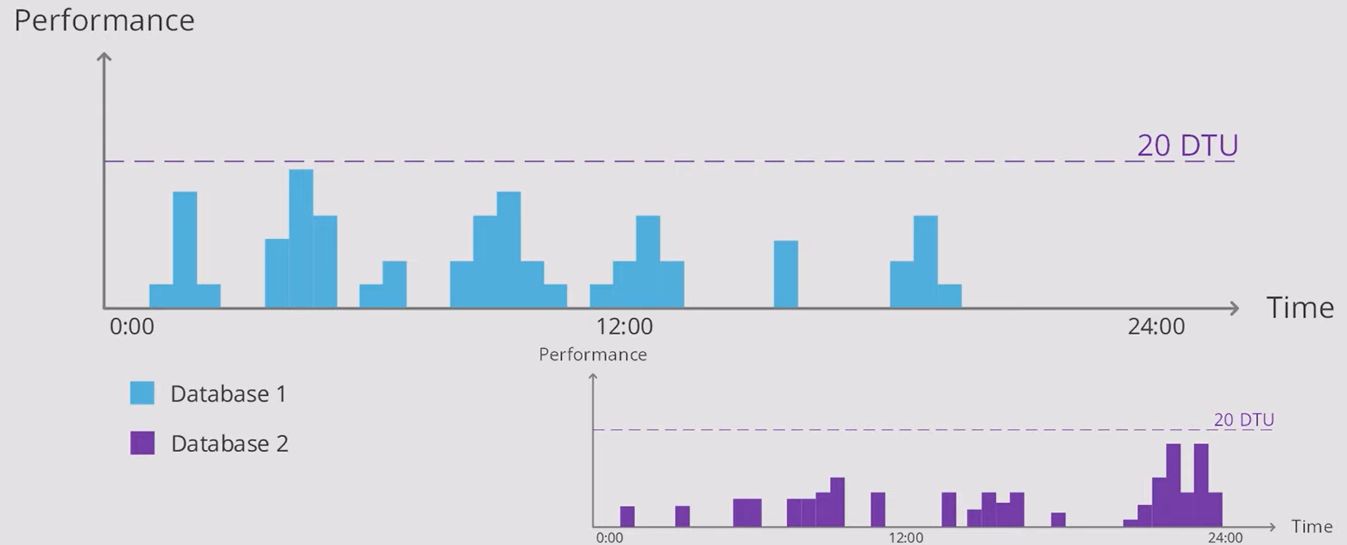 Performance
20 DTU
Time
0:00 12:00 24:00
Performance
Database 1
20 DTU
Database 2
Time
0:00 12:00 24:00